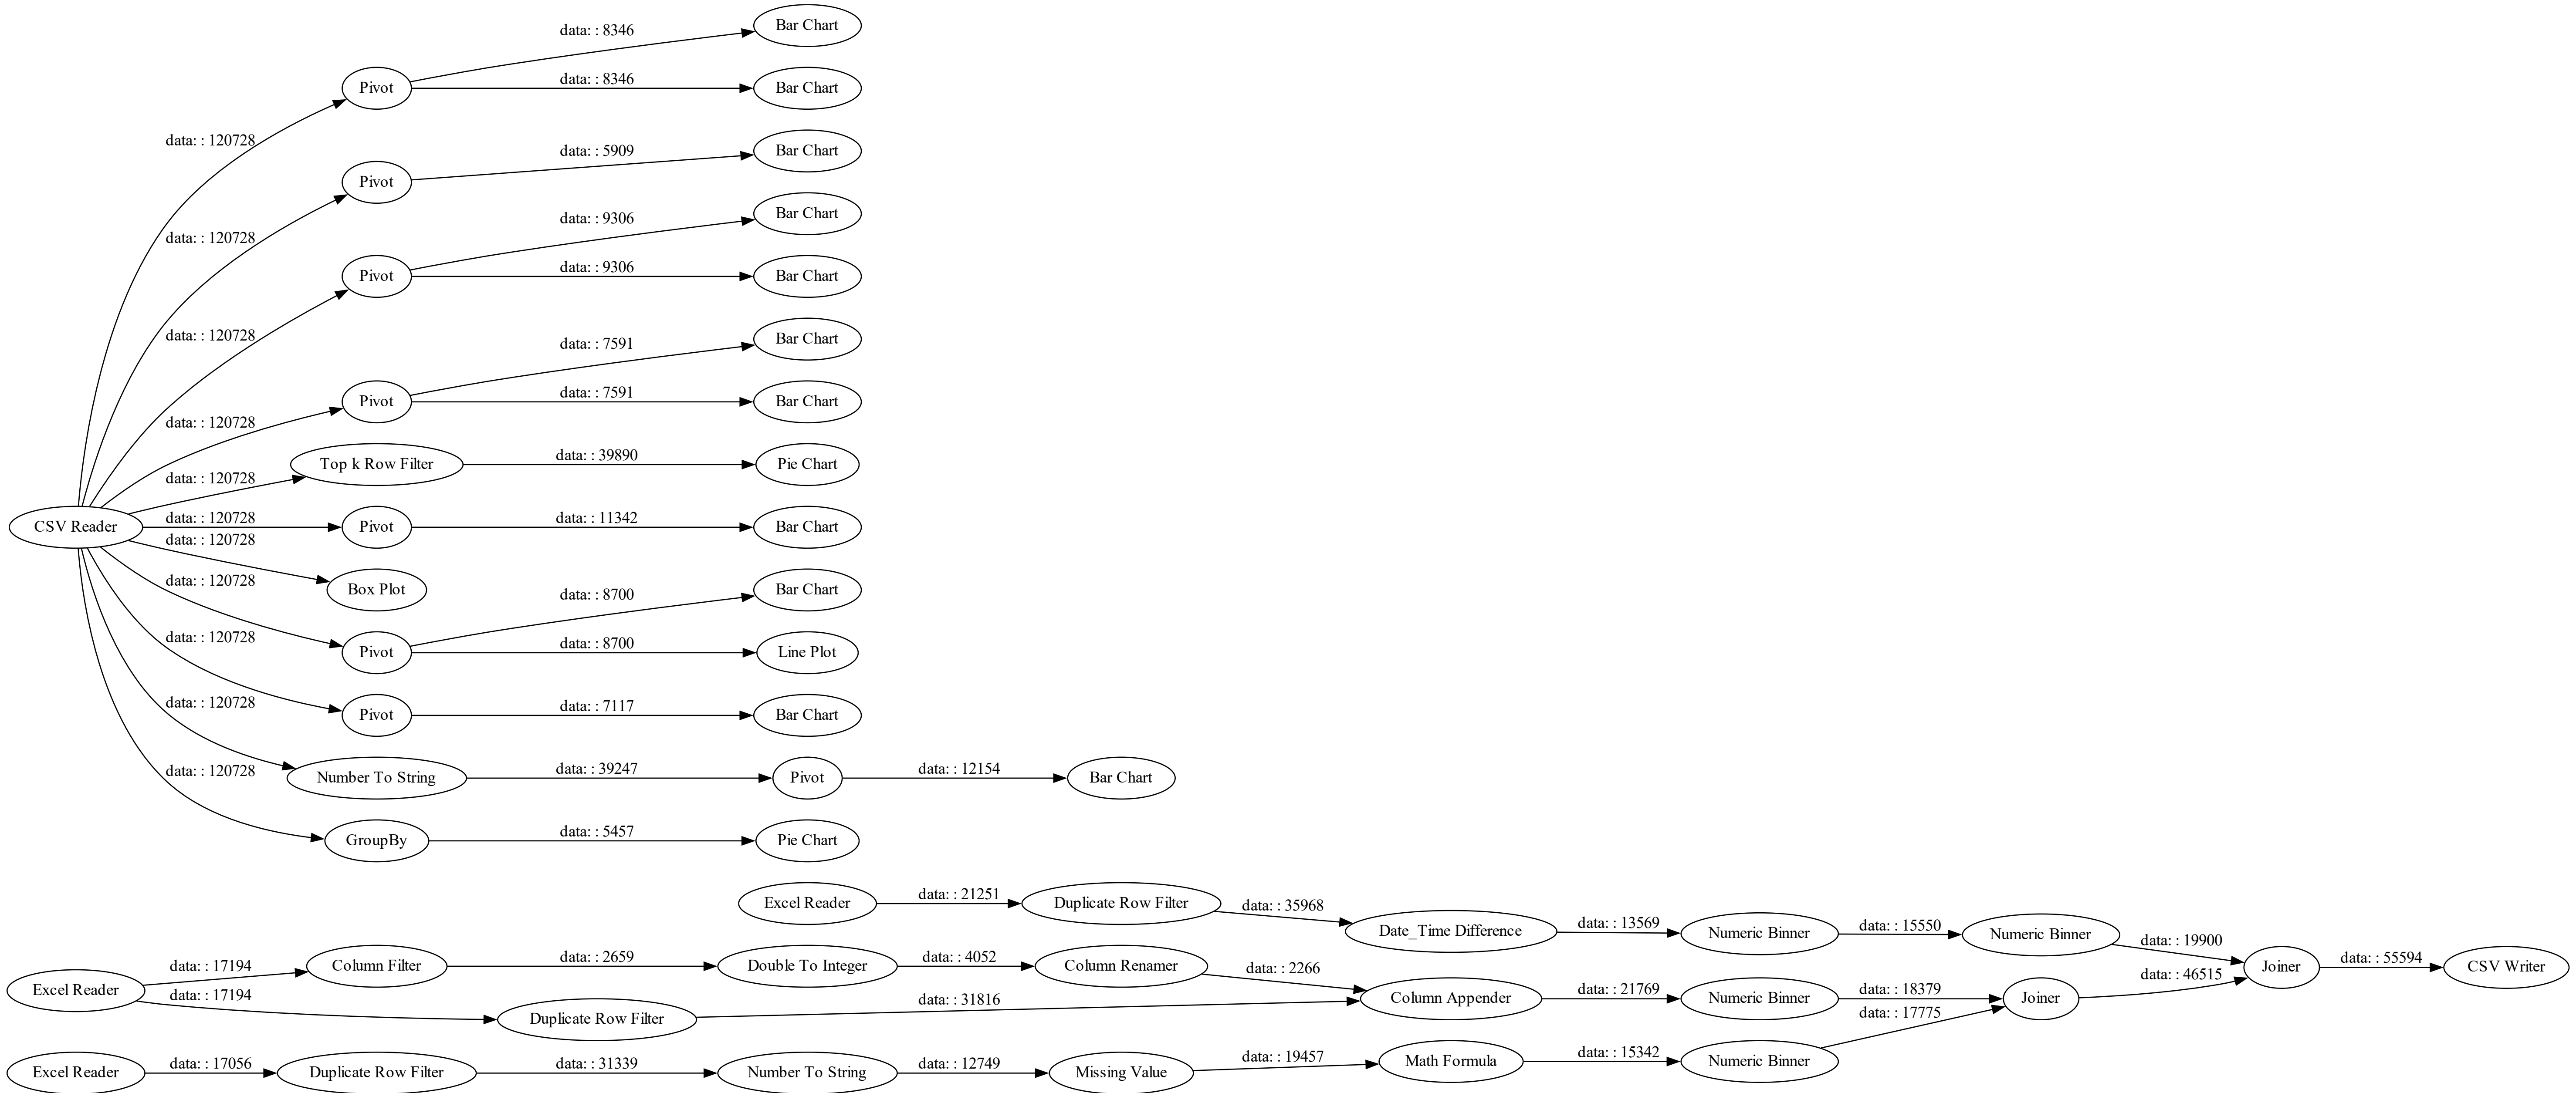 Bar Chart
data: : 8346
Pivot
data: : 8346
Bar Chart
data: : 120728
data: : 5909
Bar Chart
Pivot
data: : 9306
Bar Chart
data: : 120728
Pivot
data: : 9306
Bar Chart
data: : 120728
data: : 7591
Bar Chart
Pivot
data: : 7591
Bar Chart
data: : 120728
Top k Row Filter
data: : 39890
Pie Chart
data: : 120728
CSV Reader
data: : 120728
Pivot
data: : 11342
Bar Chart
data: : 120728
Box Plot
data: : 120728
data: : 8700
Bar Chart
Pivot
data: : 8700
Line Plot
data: : 120728
Pivot
data: : 7117
Bar Chart
data: : 120728
Number To String
data: : 39247
Pivot
data: : 12154
Bar Chart
data: : 120728
GroupBy
data: : 5457
Pie Chart
Excel Reader
data: : 21251
Duplicate Row Filter
data: : 35968
Date_Time Difference
data: : 13569
Numeric Binner
data: : 15550
Numeric Binner
data: : 19900
Excel Reader
data: : 17194
Column Filter
data: : 2659
Double To Integer
data: : 4052
Column Renamer
data: : 2266
Joiner
data: : 55594
CSV Writer
data: : 17194
Duplicate Row Filter
data: : 31816
Column Appender
data: : 21769
Numeric Binner
data: : 18379
Joiner
data: : 46515
Excel Reader
data: : 17056
Duplicate Row Filter
data: : 31339
Number To String
data: : 12749
Missing Value
data: : 19457
Math Formula
data: : 15342
Numeric Binner
data: : 17775